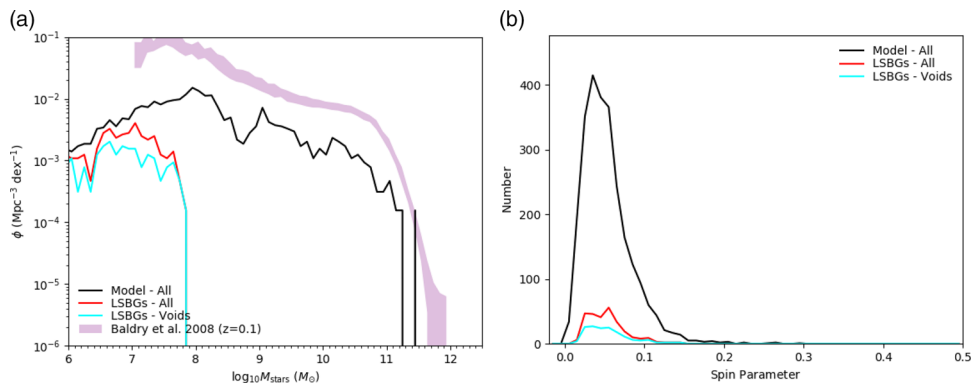 (a)
10⁻¹
10⁻²
10⁻³
10⁻⁴
10⁻⁵
10⁻⁶
ϕ (Mpc⁻³ dex⁻¹)
Model - All
LSBGs - All
LSBGs - Voids
Baldry et al. 2008 (z=0.1)
6 7 8 9 10 11 12
log₁₀M_stars (M_⊙)
(b)
400
300
200
100
0
Number
Model - All
LSBGs - All
LSBGs - Voids
0.0 0.1 0.2 0.3 0.4 0.5
Spin Parameter